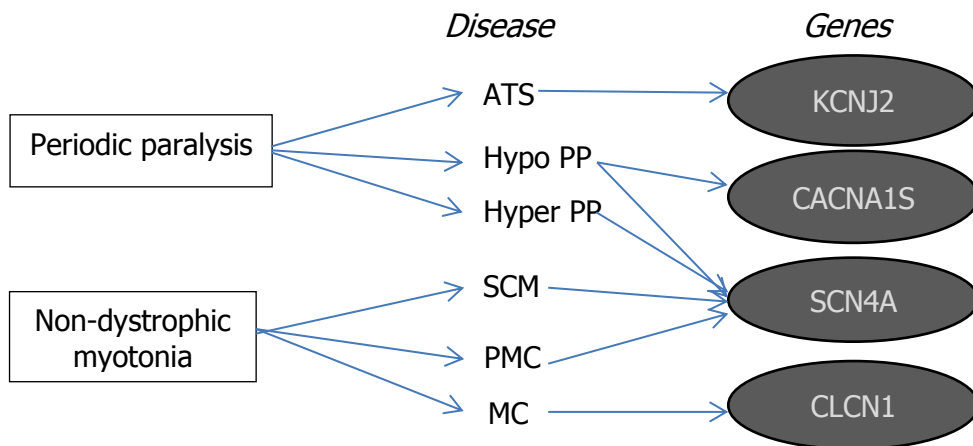 Disease
Genes
ATS
KCNJ2
Periodic paralysis
Hypo PP
CACNA1S
Hyper PP
SCM
SCN4A
Non-dystrophic
myotonia
PMC
MC
CLCN1